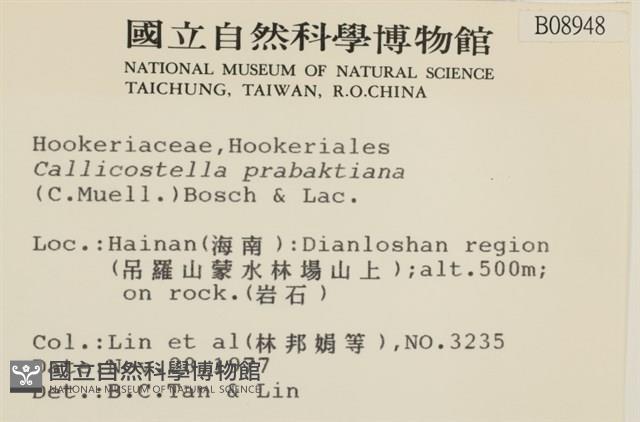 國立自然科學博物館
B08948
NATIONAL MUSEUM OF NATURAL SCIENCE
TAICHUNG, TAIWAN, R.O.CHINA
Hookeriaceae,Hookeriales
Callicostella prabaktiana
(C.Muell.)Bosch & Lac.
Loc.:Hainan(海南):Dianloshan region
(吊羅山蒙水林場山上);alt.500m;
on rock.(岩石)
Col.:Lin et al(林邦娟等),NO.3235
28 1977
國立自然科學博物館
NATIONAL MUSEUM OF NATURAL SCIENCE
Det.:B.C.Tan & Lin